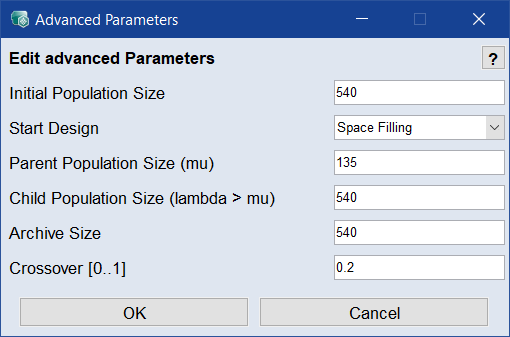 Advanced Parameters
Edit advanced Parameters ?
Initial Population Size 540
Start Design Space Filling
Parent Population Size (mu) 135
Child Population Size (lambda > mu) 540
Archive Size 540
Crossover [0..1] 0.2
OK Cancel